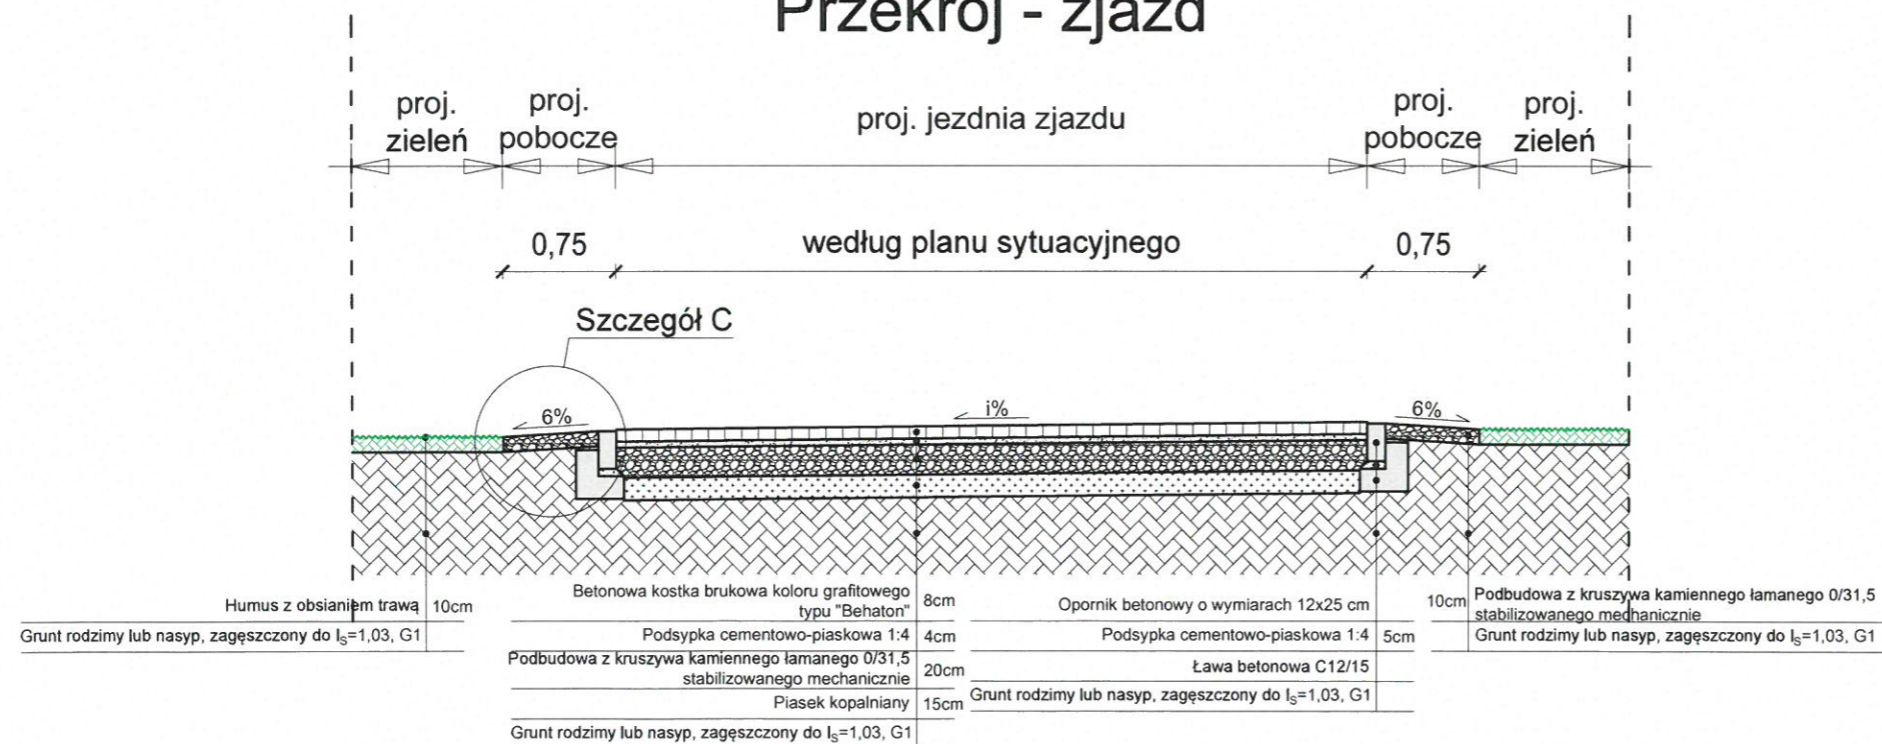 Przekrój - zjazd
proj.
zieleń
proj.
pobocze
proj. jezdnia zjazdu
proj.
pobocze
proj.
zieleń
0,75
według planu sytuacyjnego
0,75
Szczegół C
6%
i%
6%
Humus z obsianiem trawą 10cm
Grunt rodzimy lub nasyp, zagęszczony do IS=1,03, G1
Betonowa kostka brukowa koloru grafitowego
typu "Behaton" 8cm
Podsypka cementowo-piaskowa 1:4 4cm
Podbudowa z kruszywa kamiennego łamanego 0/31,5
stabilizowanego mechanicznie 20cm
Piasek kopalniany 15cm
Grunt rodzimy lub nasyp, zagęszczony do IS=1,03, G1
Opornik betonowy o wymiarach 12x25 cm
Podsypka cementowo-piaskowa 1:4 5cm
Ława betonowa C12/15
Grunt rodzimy lub nasyp, zagęszczony do IS=1,03, G1
10cm Podbudowa z kruszywa kamiennego łamanego 0/31,5
stabilizowanego mechanicznie
Grunt rodzimy lub nasyp, zagęszczony do IS=1,03, G1